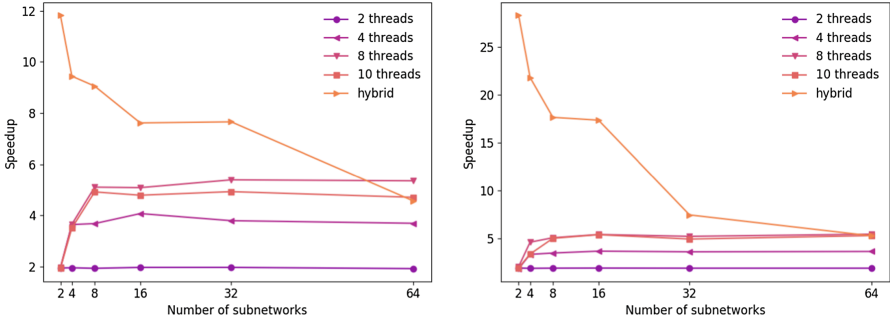 12
10
8
6
4
2
Speedup
2 threads
4 threads
8 threads
10 threads
hybrid
2 4 8 16 32 64
Number of subnetworks
25
20
15
10
5
Speedup
2 threads
4 threads
8 threads
10 threads
hybrid
2 4 8 16 32 64
Number of subnetworks